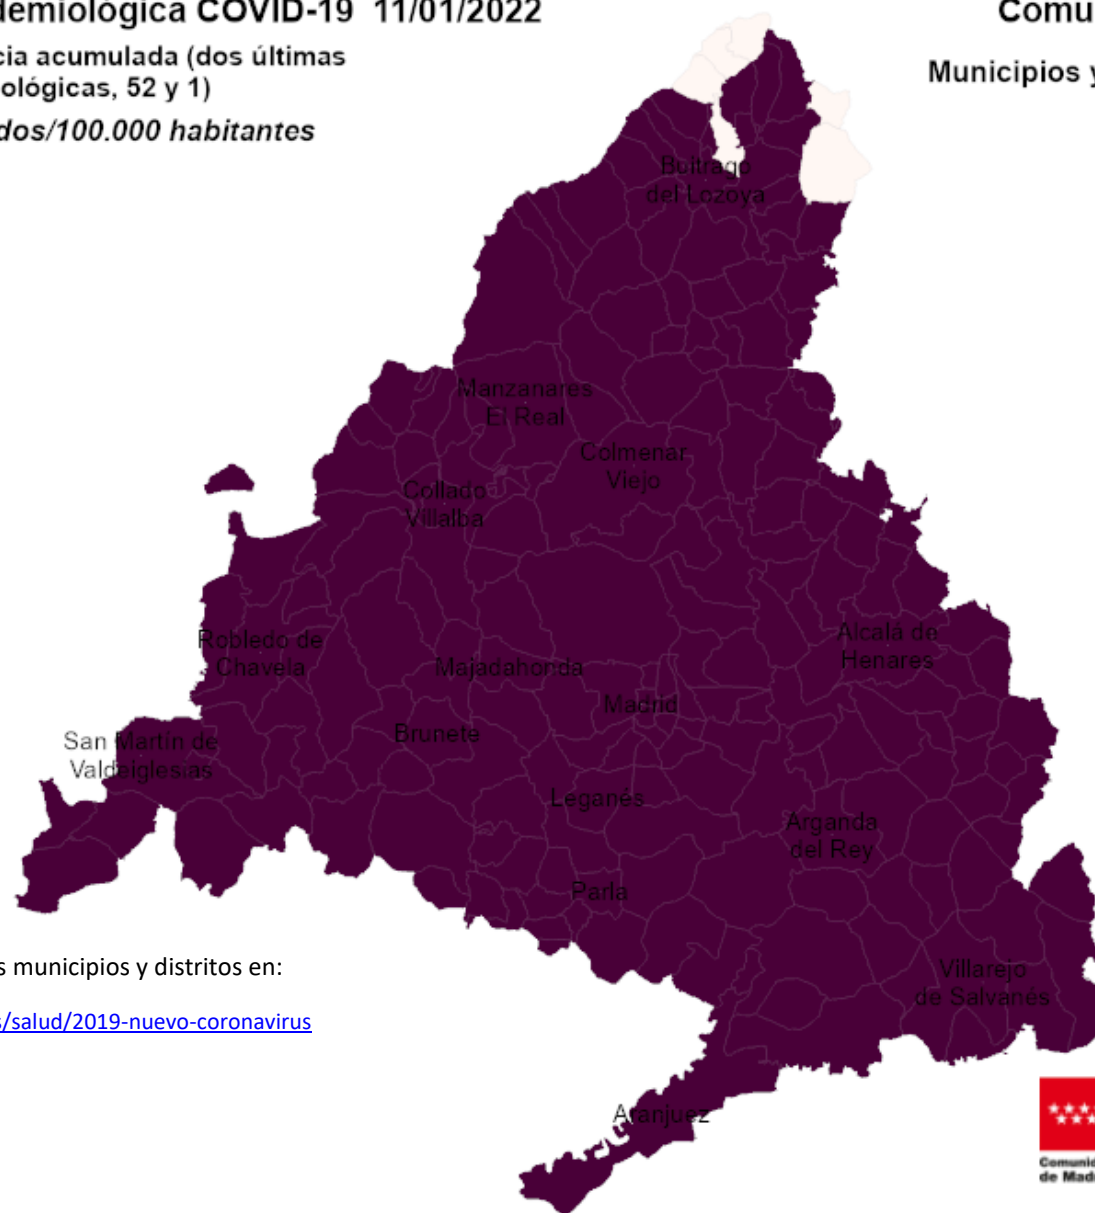 demiológica COVID-19 11/01/2022
Comu
cia acumulada (dos últimas
ológicas, 52 y 1)
Municipios y
dos/100.000 habitantes
Buitrago
del Lozoya
Manzanares
El Real
Colmenar
Viejo
Collado
Villalba
Robledo de
Chavela
Alcalá de
Henares
Majadahonda
Madrid
Brunete
San Martín de
Valdeiglesias
Leganés
Arganda
del Rey
Parla
s municipios y distritos en:
Villarejo
de Salvanés
s/salud/2019-nuevo-coronavirus
Aranjuez
Comunid
de Madr